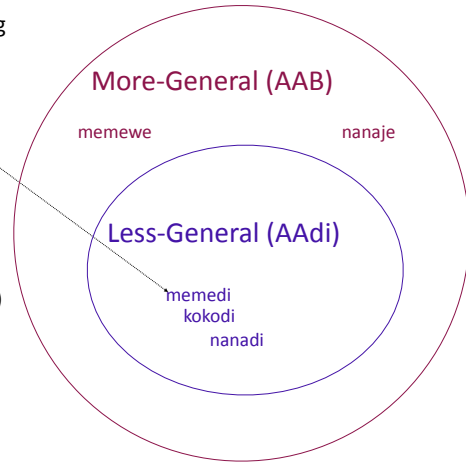 g
More-General (AAB)
memewe nanaje
Less-General (AAdi)
memedi
)
kokodi
nanadi